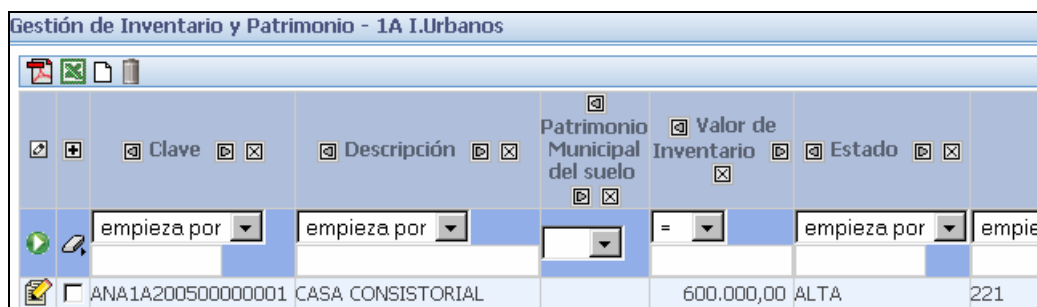 Gestión de Inventario y Patrimonio - 1A I.Urbanos
Clave
Descripción
Patrimonio
Municipal
del suelo
Valor de
Inventario
Estado
empieza por
empieza por
=
empieza por
empie
ANA1A200500000001 CASA CONSISTORIAL 600.000,00 ALTA 221